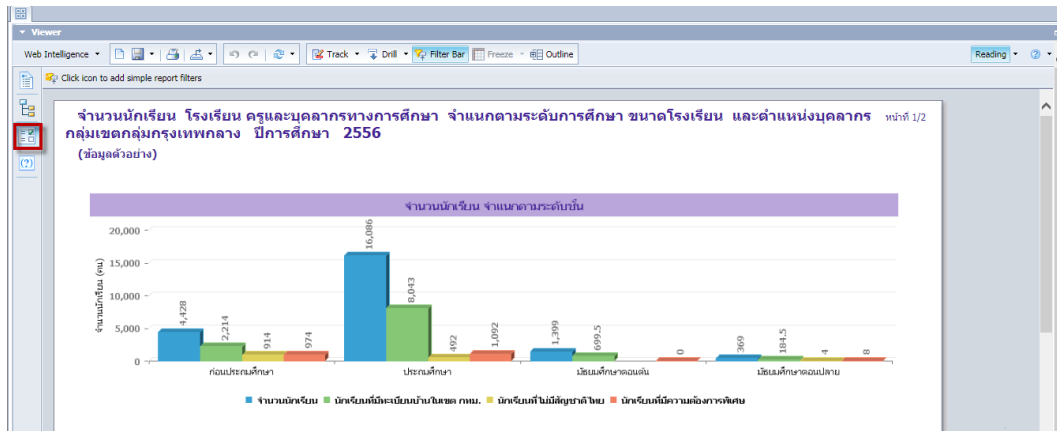 Viewer
Web Intelligence
Track
Drill
Filter Bar
Freeze
Outline
Reading
Click icon to add simple report filters
จำนวนนักเรียน โรงเรียน ครูและบุคลากรทางการศึกษา จำแนกตามระดับการศึกษา ขนาดโรงเรียน และตำแหน่งบุคลากร
หน้าที่ 1/2
กลุ่มเขตกลุ่มกรุงเทพกลาง ปีการศึกษา 2556
(ข้อมูลตัวอย่าง)
จำนวนนักเรียน จำแนกตามระดับชั้น
จำนวนนักเรียน (คน)
20,000
15,000
10,000
5,000
0
4,428
2,214
914
974
16,086
8,043
492
1,092
1,399
699.5
0
369
184.5
4
8
ก่อนประถมศึกษา
ประถมศึกษา
มัธยมศึกษาตอนต้น
มัธยมศึกษาตอนปลาย
จำนวนนักเรียน
นักเรียนที่มีทะเบียนบ้านในเขต กทม.
นักเรียนที่ไม่มีสัญชาติไทย
นักเรียนที่มีความต้องการพิเศษ